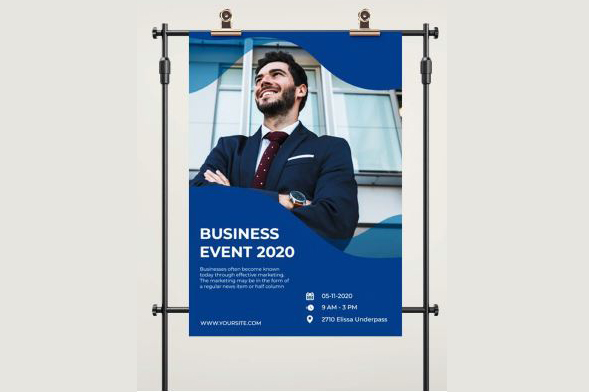 BUSINESS
EVENT 2020
Businesses often become known
today through effective marketing.
The marketing may be in the form of
a regular news item or half column
05-11-2020
9 AM - 3 PM
2710 Elissa Underpass
WWW.YOURSITE.COM